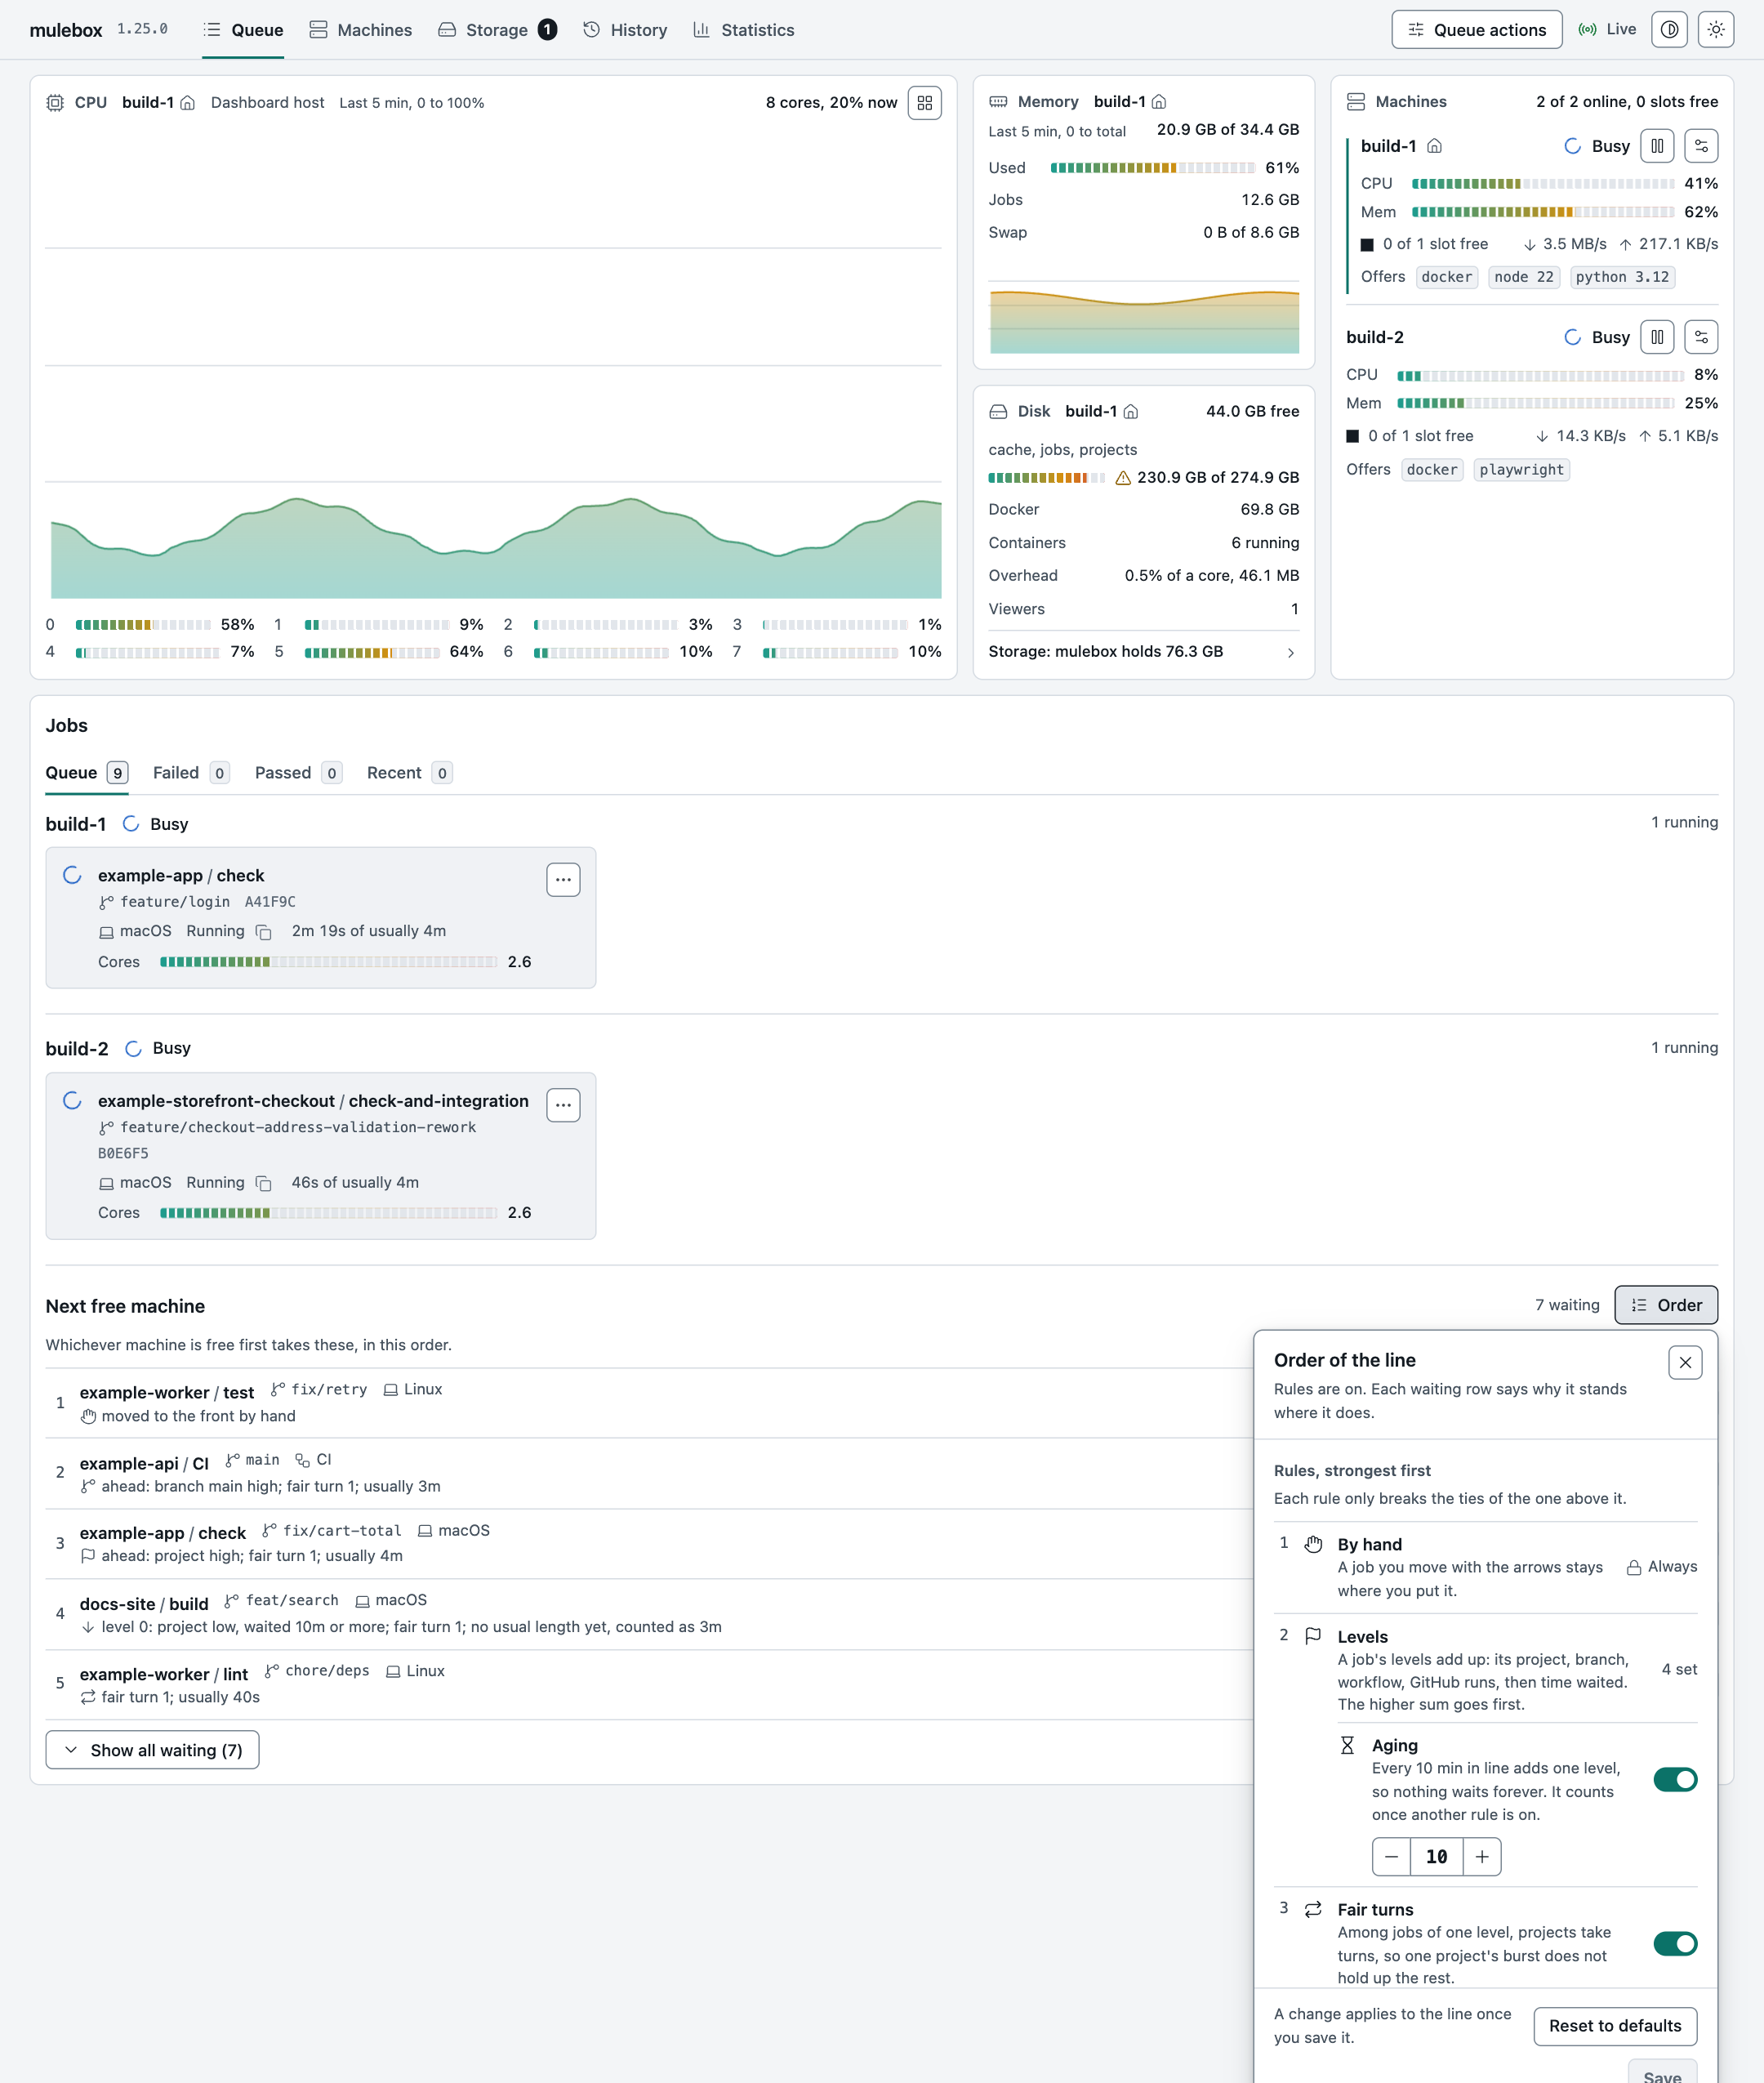 mulebox 1.25.0 Queue Machines Storage 1 History Statistics Queue actions Live
CPU build-1 Dashboard host Last 5 min, 0 to 100% 8 cores, 20% now
0 58% 1 9% 2 3% 3 1%
4 7% 5 64% 6 10% 7 10%
Memory build-1
Last 5 min, 0 to total 20.9 GB of 34.4 GB
Used 61%
Jobs 12.6 GB
Swap 0 B of 8.6 GB
Disk build-1 44.0 GB free
cache, jobs, projects
230.9 GB of 274.9 GB
Docker 69.8 GB
Containers 6 running
Overhead 0.5% of a core, 46.1 MB
Viewers 1
Storage: mulebox holds 76.3 GB
Machines 2 of 2 online, 0 slots free
build-1 Busy
CPU 41%
Mem 62%
0 of 1 slot free 3.5 MB/s 217.1 KB/s
Offers docker node 22 python 3.12
build-2 Busy
CPU 8%
Mem 25%
0 of 1 slot free 14.3 KB/s 5.1 KB/s
Offers docker playwright
Jobs
Queue 9 Failed 0 Passed 0 Recent 0
build-1 Busy 1 running
example-app / check
feature/login A41F9C
macOS Running 2m 19s of usually 4m
Cores 2.6
build-2 Busy 1 running
example-storefront-checkout / check-and-integration
feature/checkout-address-validation-rework
B0E6F5
macOS Running 46s of usually 4m
Cores 2.6
Next free machine 7 waiting Order
Whichever machine is free first takes these, in this order.
1 example-worker / test fix/retry Linux
moved to the front by hand
2 example-api / CI main CI
ahead: branch main high; fair turn 1; usually 3m
3 example-app / check fix/cart-total macOS
ahead: project high; fair turn 1; usually 4m
4 docs-site / build feat/search macOS
level 0: project low, waited 10m or more; fair turn 1; no usual length yet, counted as 3m
5 example-worker / lint chore/deps Linux
fair turn 1; usually 40s
Show all waiting (7)
Order of the line
Rules are on. Each waiting row says why it stands
where it does.
Rules, strongest first
Each rule only breaks the ties of the one above it.
1 By hand
A job you move with the arrows stays
where you put it.
Always
2 Levels
A job's levels add up: its project, branch,
workflow, GitHub runs, then time waited.
The higher sum goes first.
4 set
Aging
Every 10 min in line adds one level,
so nothing waits forever. It counts
once another rule is on.
10
3 Fair turns
Among jobs of one level, projects take
turns, so one project's burst does not
hold up the rest.
A change applies to the line once
you save it.
Reset to defaults
Save